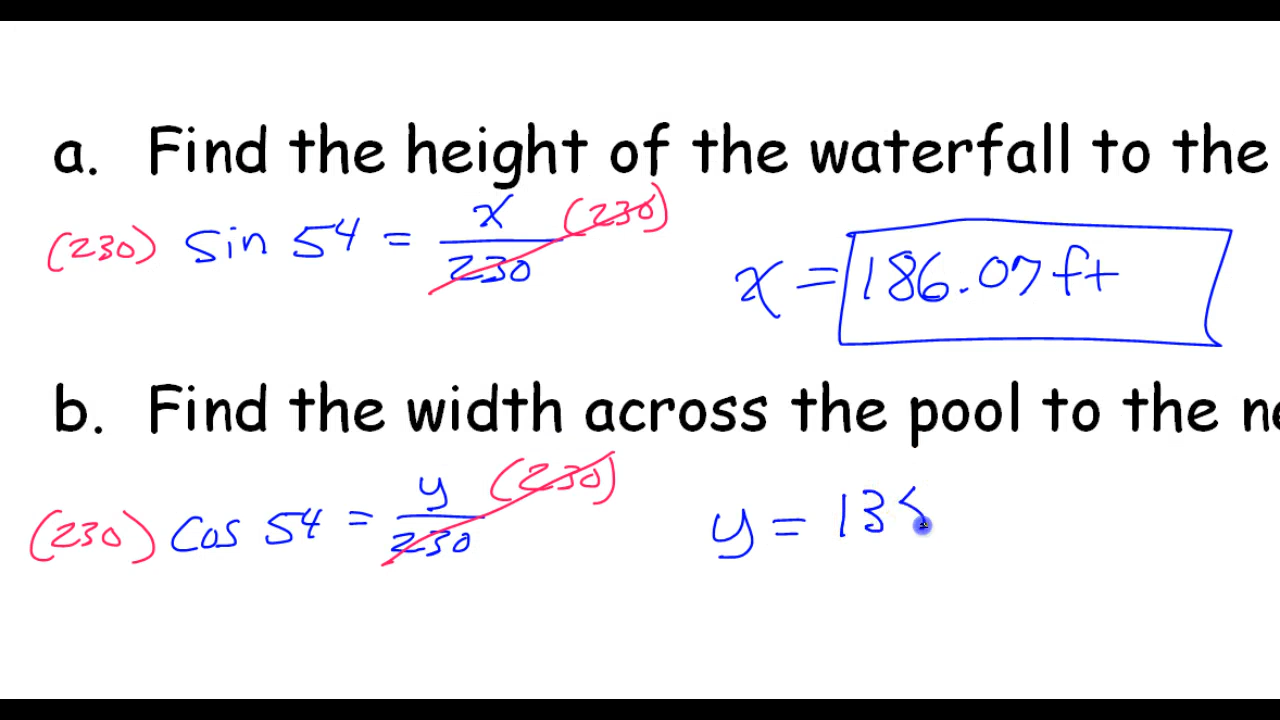 a. Find the height of the waterfall to the
(230) sin 54 = x/230 (230)
x = 186.07 ft
b. Find the width across the pool to the
(230) cos 54 = y/230 (230)
y = 13